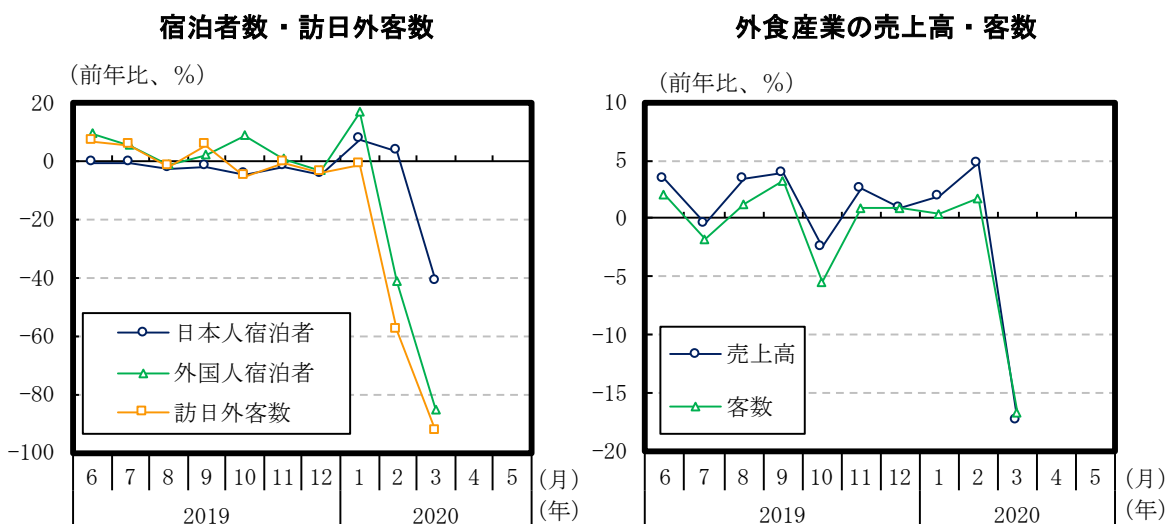 宿泊者数・訪日外客数
(前年比、%)
20
0
-20
-40
-60
-80
-100
日本人宿泊者
外国人宿泊者
訪日外客数
6 7 8 9 10 11 12 1 2 3 4 5 (月)
2019 2020 (年)
外食産業の売上高・客数
(前年比、%)
10
5
0
-5
-10
-15
-20
売上高
客数
6 7 8 9 10 11 12 1 2 3 4 5 (月)
2019 2020 (年)